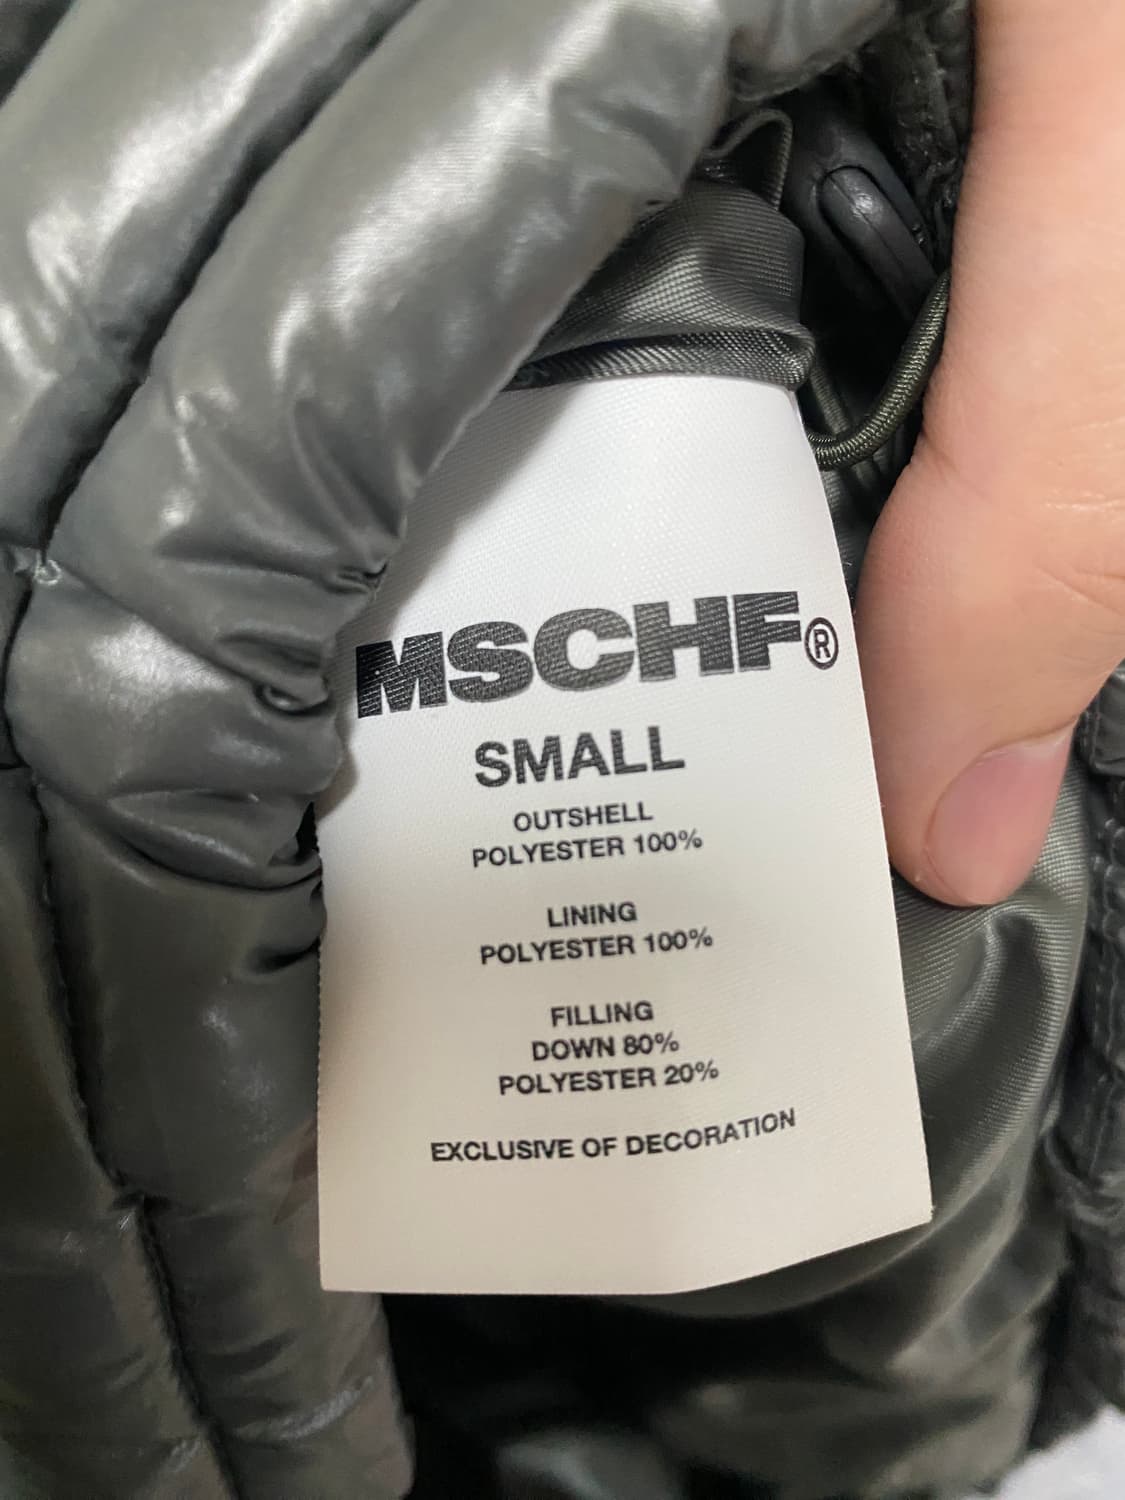 MSCHF®
SMALL
OUTSHELL
POLYESTER 100%
LINING
POLYESTER 100%
FILLING
DOWN 80%
POLYESTER 20%
EXCLUSIVE OF DECORATION